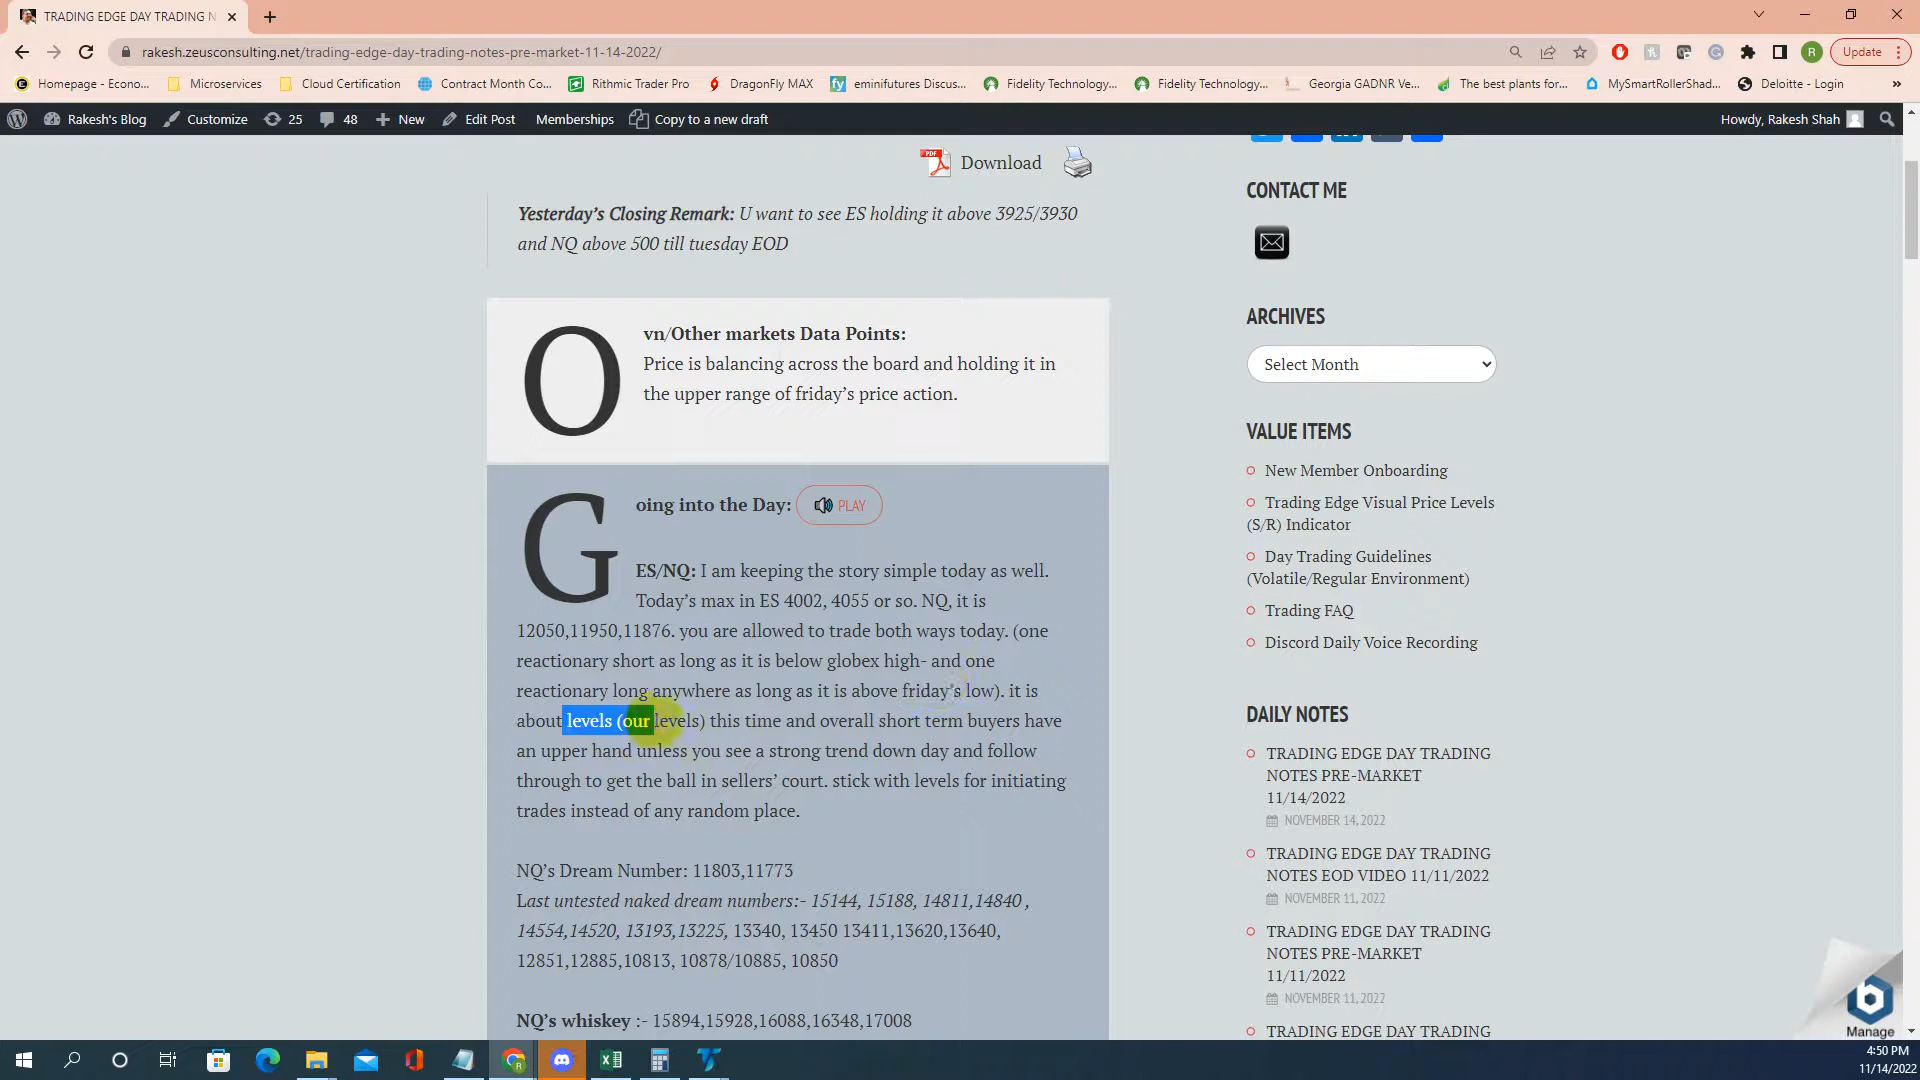 TRADING EDGE DAY TRADING N
rakesh.zeusconsulting.net/trading-edge-day-trading-notes-pre-market-11-14-2022/
R
Update
Homepage - Econo...
Microservices
Cloud Certification
Contract Month Co...
Rithmic Trader Pro
DragonFly MAX
eminifutures Discus...
Fidelity Technology...
Fidelity Technology...
Georgia GADNR Ve...
The best plants for...
MySmartRollerShad...
Deloitte - Login
»
Rakesh's Blog
Customize
25
48
New
Edit Post
Memberships
Copy to a new draft
Howdy, Rakesh Shah
PDF
Download
Yesterday's Closing Remark: U want to see ES holding it above 3925/3930
and NQ above 500 till tuesday EOD
Ovn/Other markets Data Points:
Price is balancing across the board and holding it in
the upper range of friday's price action.
Going into the Day: PLAY
ES/NQ: I am keeping the story simple today as well.
Today's max in ES 4002, 4055 or so. NQ, it is
12050,11950,11876. you are allowed to trade both ways today. (one
reactionary short as long as it is below globex high- and one
reactionary long anywhere as long as it is above friday's low). it is
about levels (our levels) this time and overall short term buyers have
an upper hand unless you see a strong trend down day and follow
through to get the ball in sellers' court. stick with levels for initiating
trades instead of any random place.
NQ's Dream Number: 11803,11773
Last untested naked dream numbers:- 15144, 15188, 14811,14840 ,
14554,14520, 13193,13225, 13340, 13450 13411,13620,13640,
12851,12885,10813, 10878/10885, 10850
NQ's whiskey :- 15894,15928,16088,16348,17008
CONTACT ME
ARCHIVES
Select Month
VALUE ITEMS
New Member Onboarding
Trading Edge Visual Price Levels
(S/R) Indicator
Day Trading Guidelines
(Volatile/Regular Environment)
Trading FAQ
Discord Daily Voice Recording
DAILY NOTES
TRADING EDGE DAY TRADING
NOTES PRE-MARKET
11/14/2022
NOVEMBER 14, 2022
TRADING EDGE DAY TRADING
NOTES EOD VIDEO 11/11/2022
NOVEMBER 11, 2022
TRADING EDGE DAY TRADING
NOTES PRE-MARKET
11/11/2022
NOVEMBER 11, 2022
TRADING EDGE DAY TRADING
Manage
4:50 PM
11/14/2022